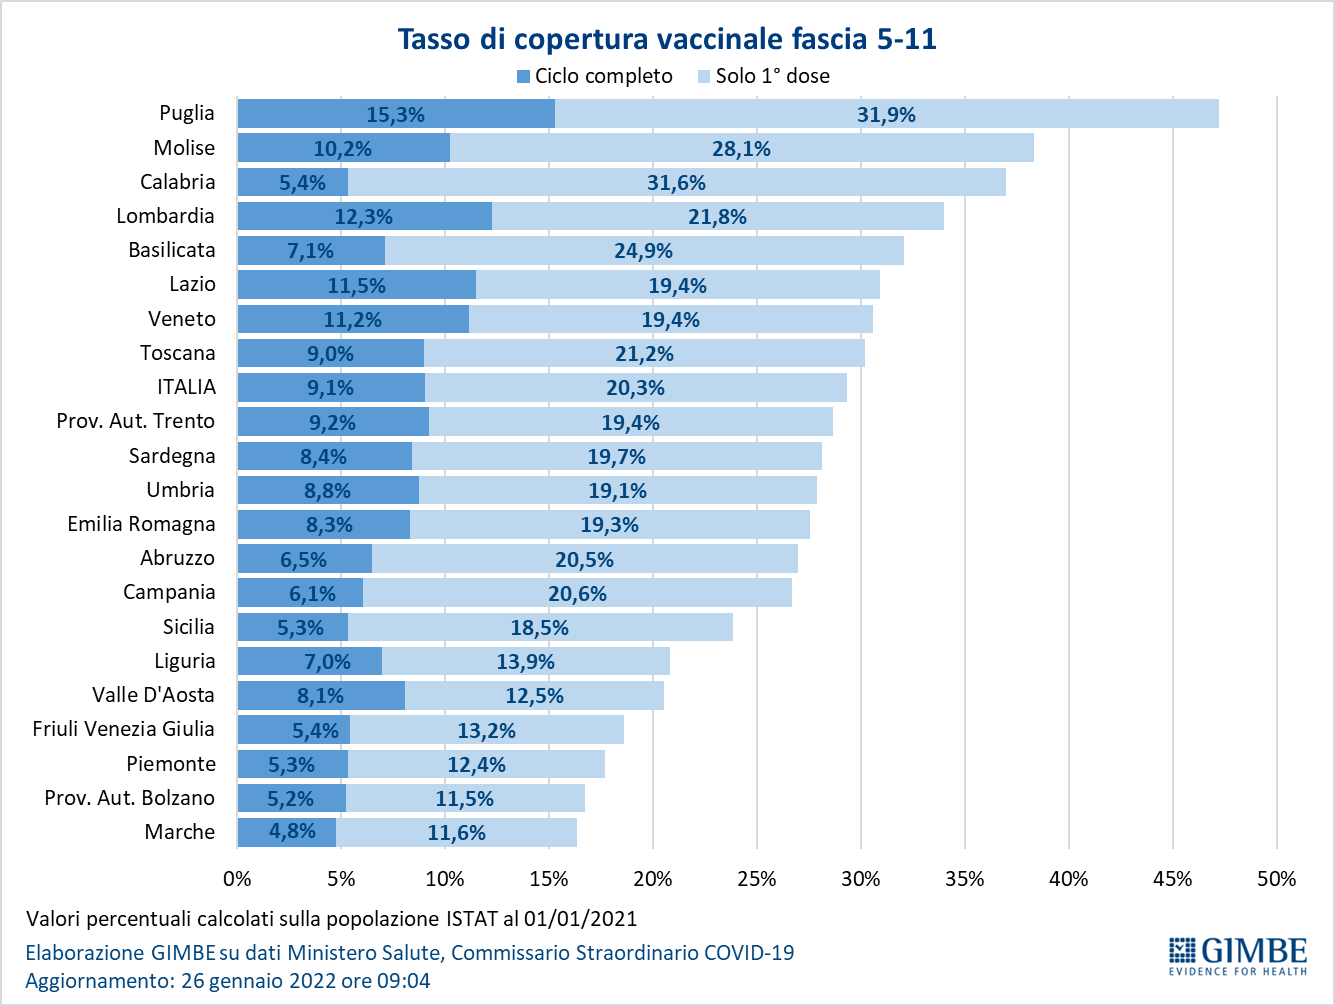 Tasso di copertura vaccinale fascia 5-11
Ciclo completo Solo 1° dose
Puglia 15,3% 31,9%
Molise 10,2% 28,1%
Calabria 5,4% 31,6%
Lombardia 12,3% 21,8%
Basilicata 7,1% 24,9%
Lazio 11,5% 19,4%
Veneto 11,2% 19,4%
Toscana 9,0% 21,2%
ITALIA 9,1% 20,3%
Prov. Aut. Trento 9,2% 19,4%
Sardegna 8,4% 19,7%
Umbria 8,8% 19,1%
Emilia Romagna 8,3% 19,3%
Abruzzo 6,5% 20,5%
Campania 6,1% 20,6%
Sicilia 5,3% 18,5%
Liguria 7,0% 13,9%
Valle D'Aosta 8,1% 12,5%
Friuli Venezia Giulia 5,4% 13,2%
Piemonte 5,3% 12,4%
Prov. Aut. Bolzano 5,2% 11,5%
Marche 4,8% 11,6%
0% 5% 10% 15% 20% 25% 30% 35% 40% 45% 50%
Valori percentuali calcolati sulla popolazione ISTAT al 01/01/2021
Elaborazione GIMBE su dati Ministero Salute, Commissario Straordinario COVID-19
Aggiornamento: 26 gennaio 2022 ore 09:04
GIMBE
EVIDENCE FOR HEALTH